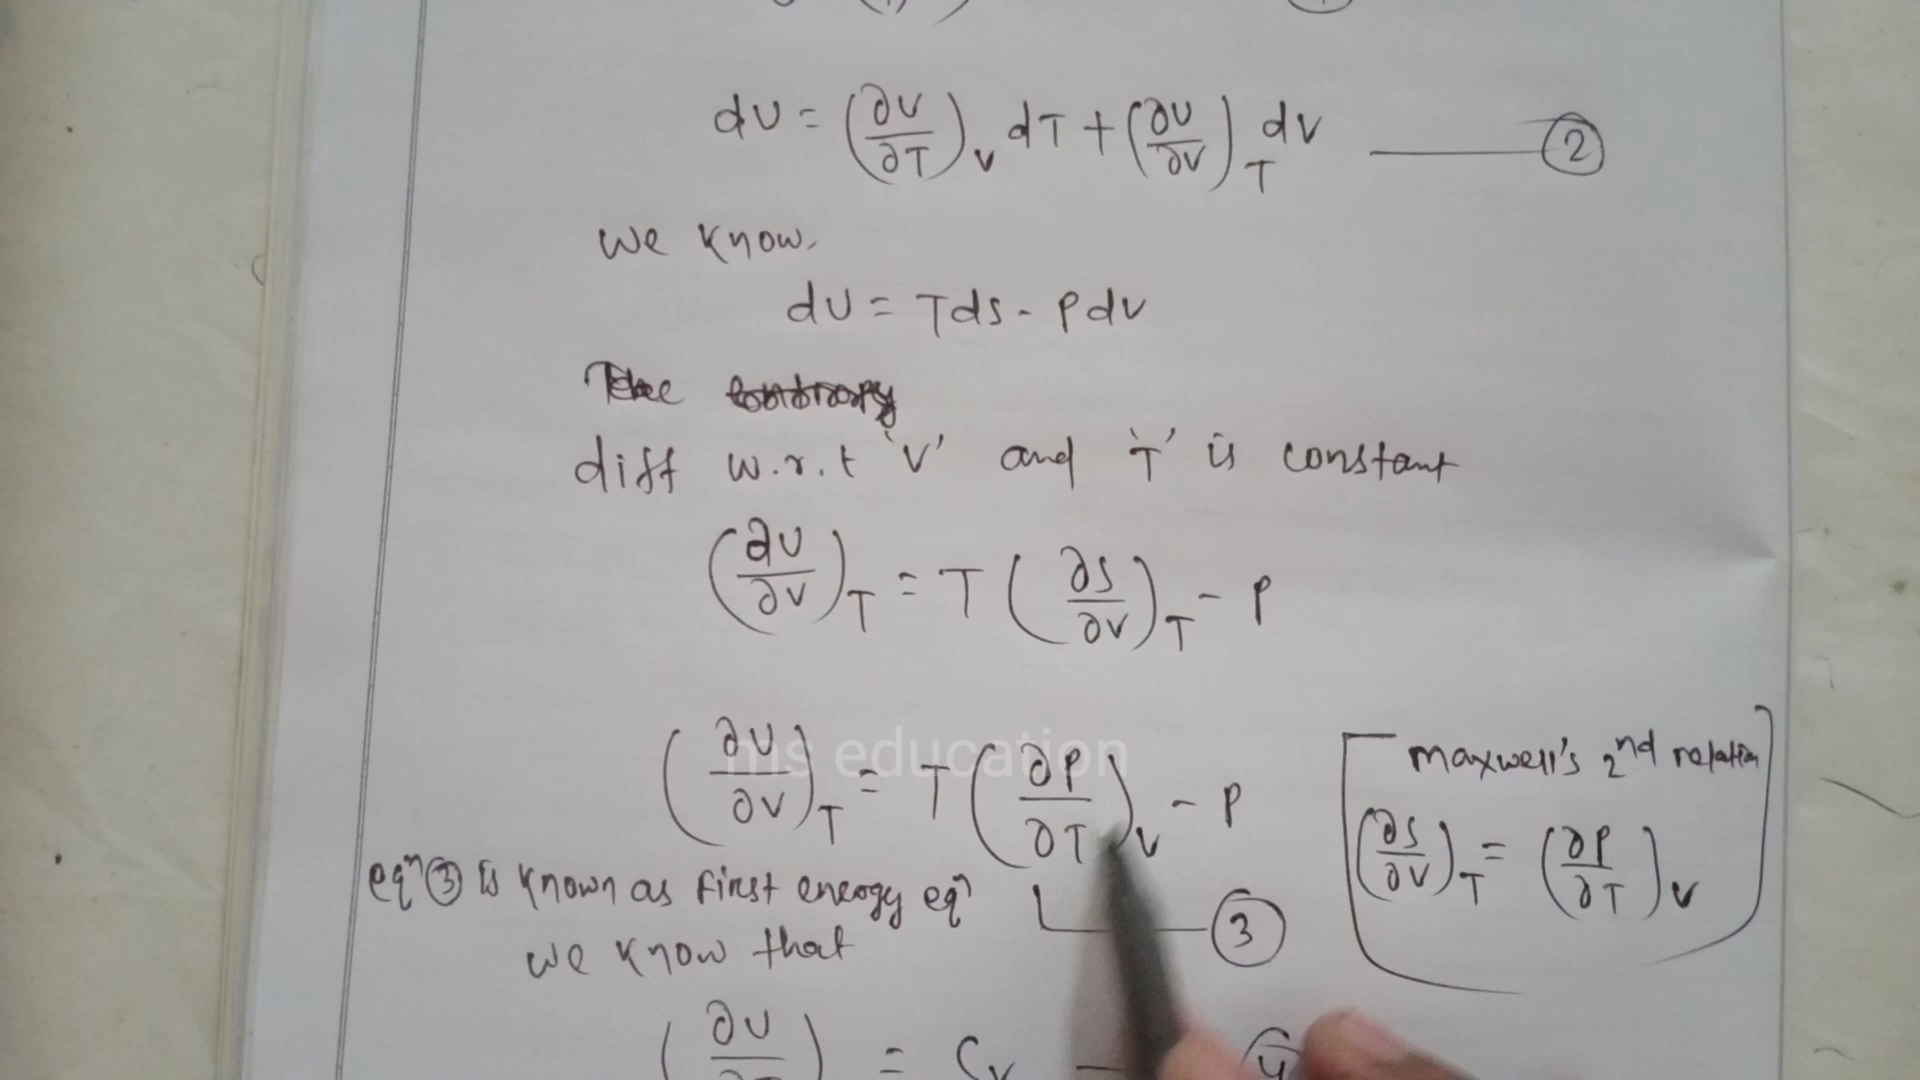 dU = (∂U/∂T)_V dT + (∂U/∂V)_T dV ——— ②
We know,
dU = Tds - Pdv
diff w.r.t 'V' and 'T' is constant
(∂U/∂V)_T = T (∂S/∂V)_T - P
ms education
(∂U/∂V)_T = T (∂P/∂T)_V - P
maxwell's 2nd relation
(∂S/∂V)_T = (∂P/∂T)_V
eqn ③ is known as first energy eqn
——— ③
we know that
(∂U/∂T) = Cv — ④